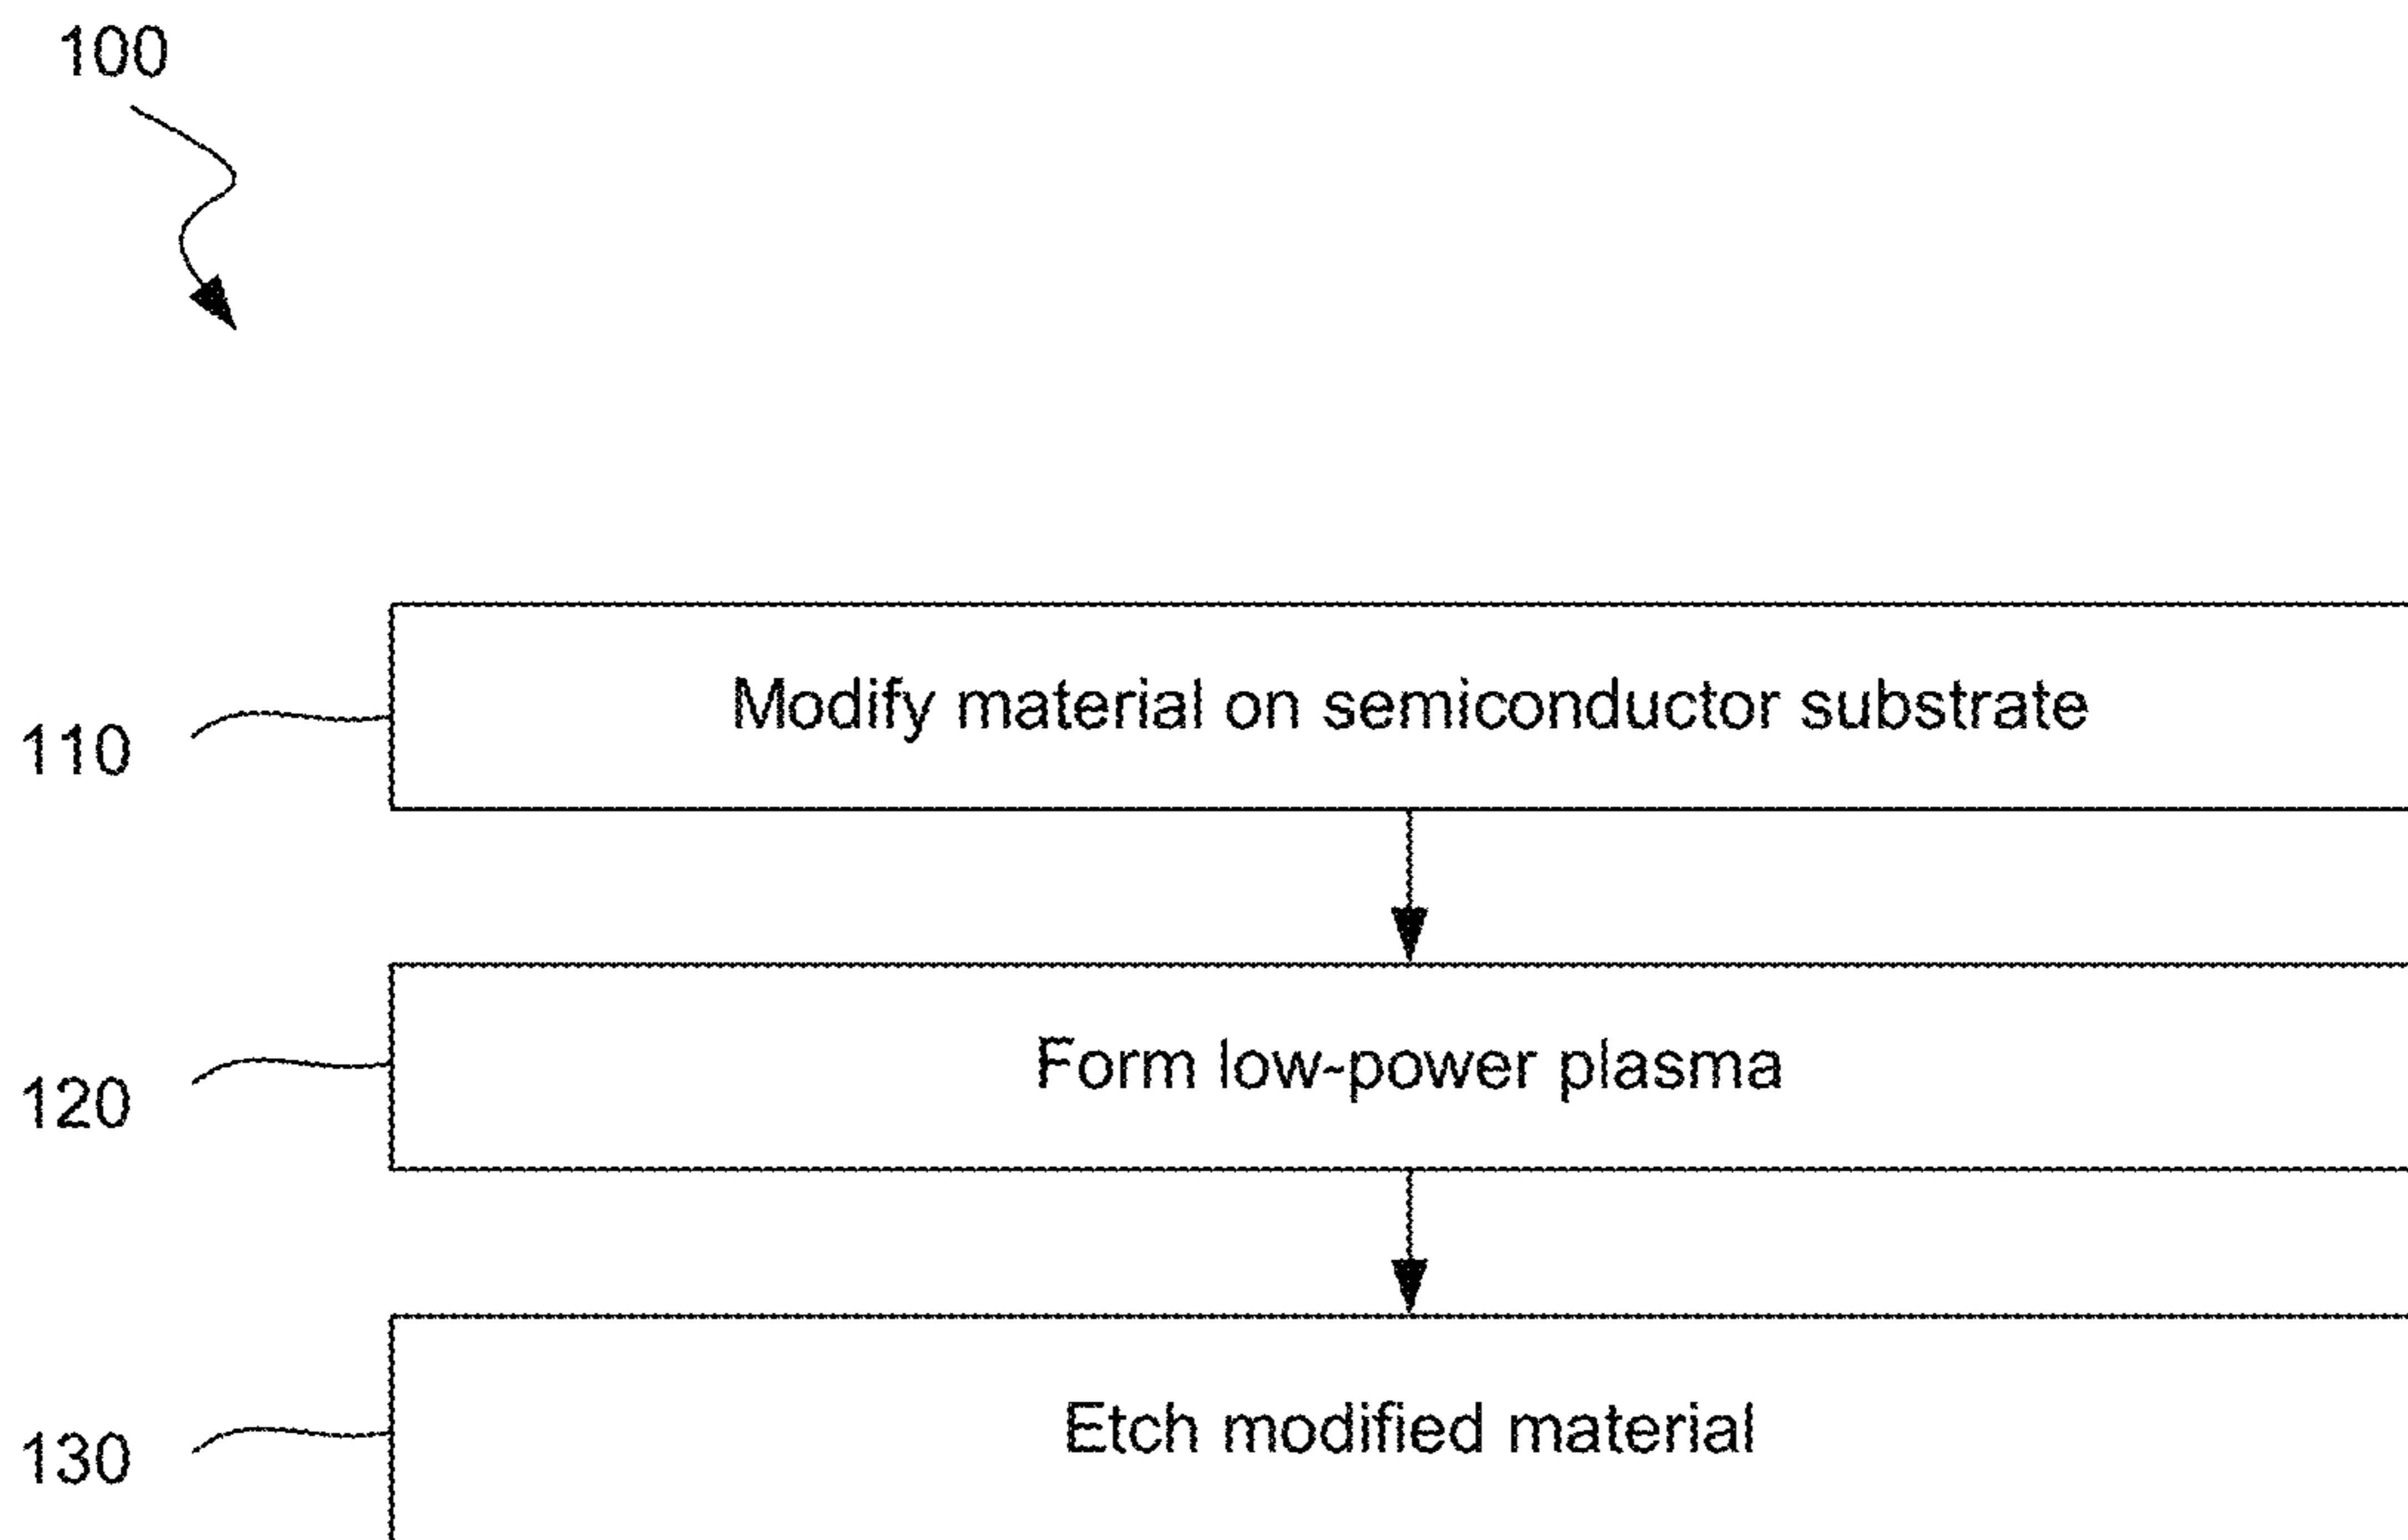 100
110
Modify material on semiconductor substrate
120
Form low-power plasma
130
Etch modified material